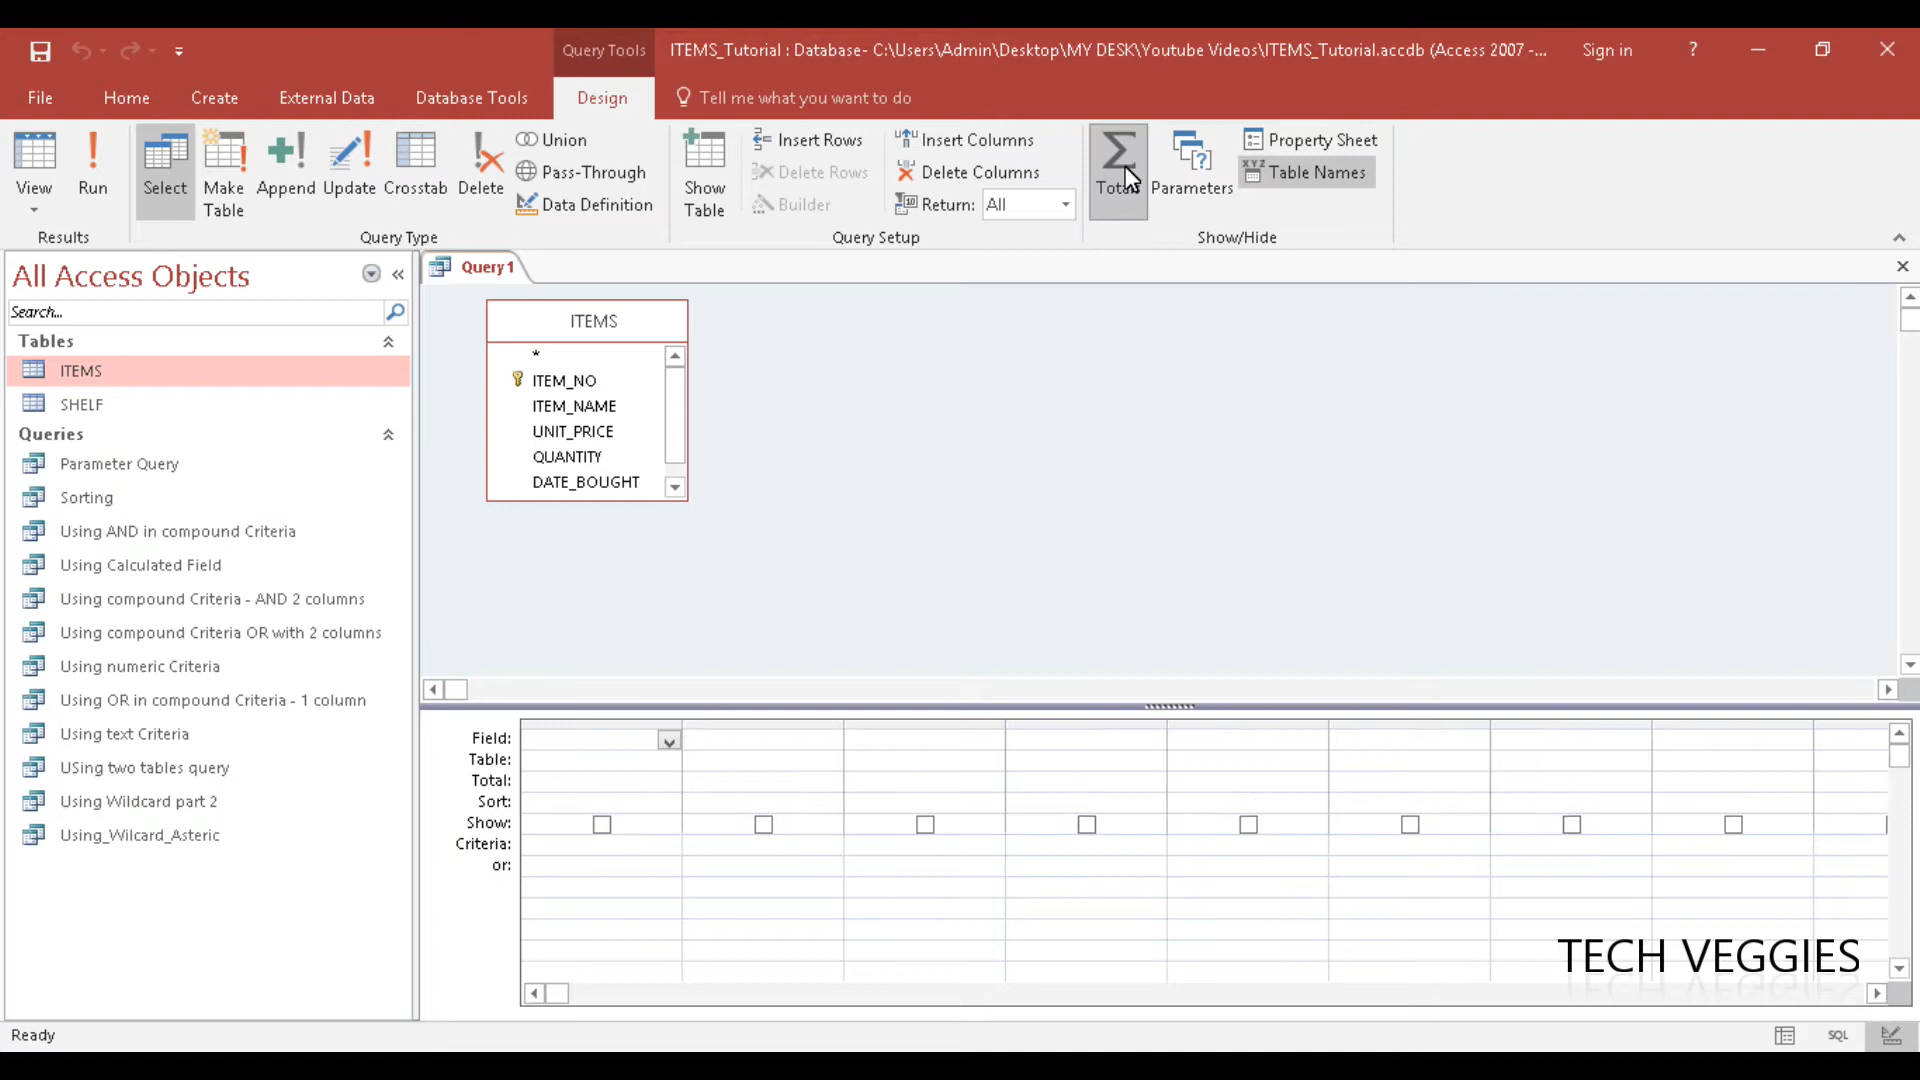 Query Tools
ITEMS_Tutorial : Database- C:\Users\Admin\Desktop\MY DESK\Youtube Videos\ITEMS_Tutorial.accdb (Access 2007 -...
Sign in
?
File
Home
Create
External Data
Database Tools
Design
Tell me what you want to do
View
Run
Select
Make Table
Append
Update
Crosstab
Delete
Union
Pass-Through
Data Definition
Show Table
Insert Rows
Delete Rows
Builder
Insert Columns
Delete Columns
Return: All
Parameters
Property Sheet
Table Names
Results
Query Type
Query Setup
Show/Hide
All Access Objects
Search...
Tables
ITEMS
SHELF
Queries
Parameter Query
Sorting
Using AND in compound Criteria
Using Calculated Field
Using compound Criteria - AND 2 columns
Using compound Criteria OR with 2 columns
Using numeric Criteria
Using OR in compound Criteria - 1 column
Using text Criteria
USing two tables query
Using Wildcard part 2
Using_Wilcard_Asteric
Query1
ITEMS
*
ITEM_NO
ITEM_NAME
UNIT_PRICE
QUANTITY
DATE_BOUGHT
Field:
Table:
Total:
Sort:
Show:
Criteria:
or:
TECH VEGGIES
Ready
SQL